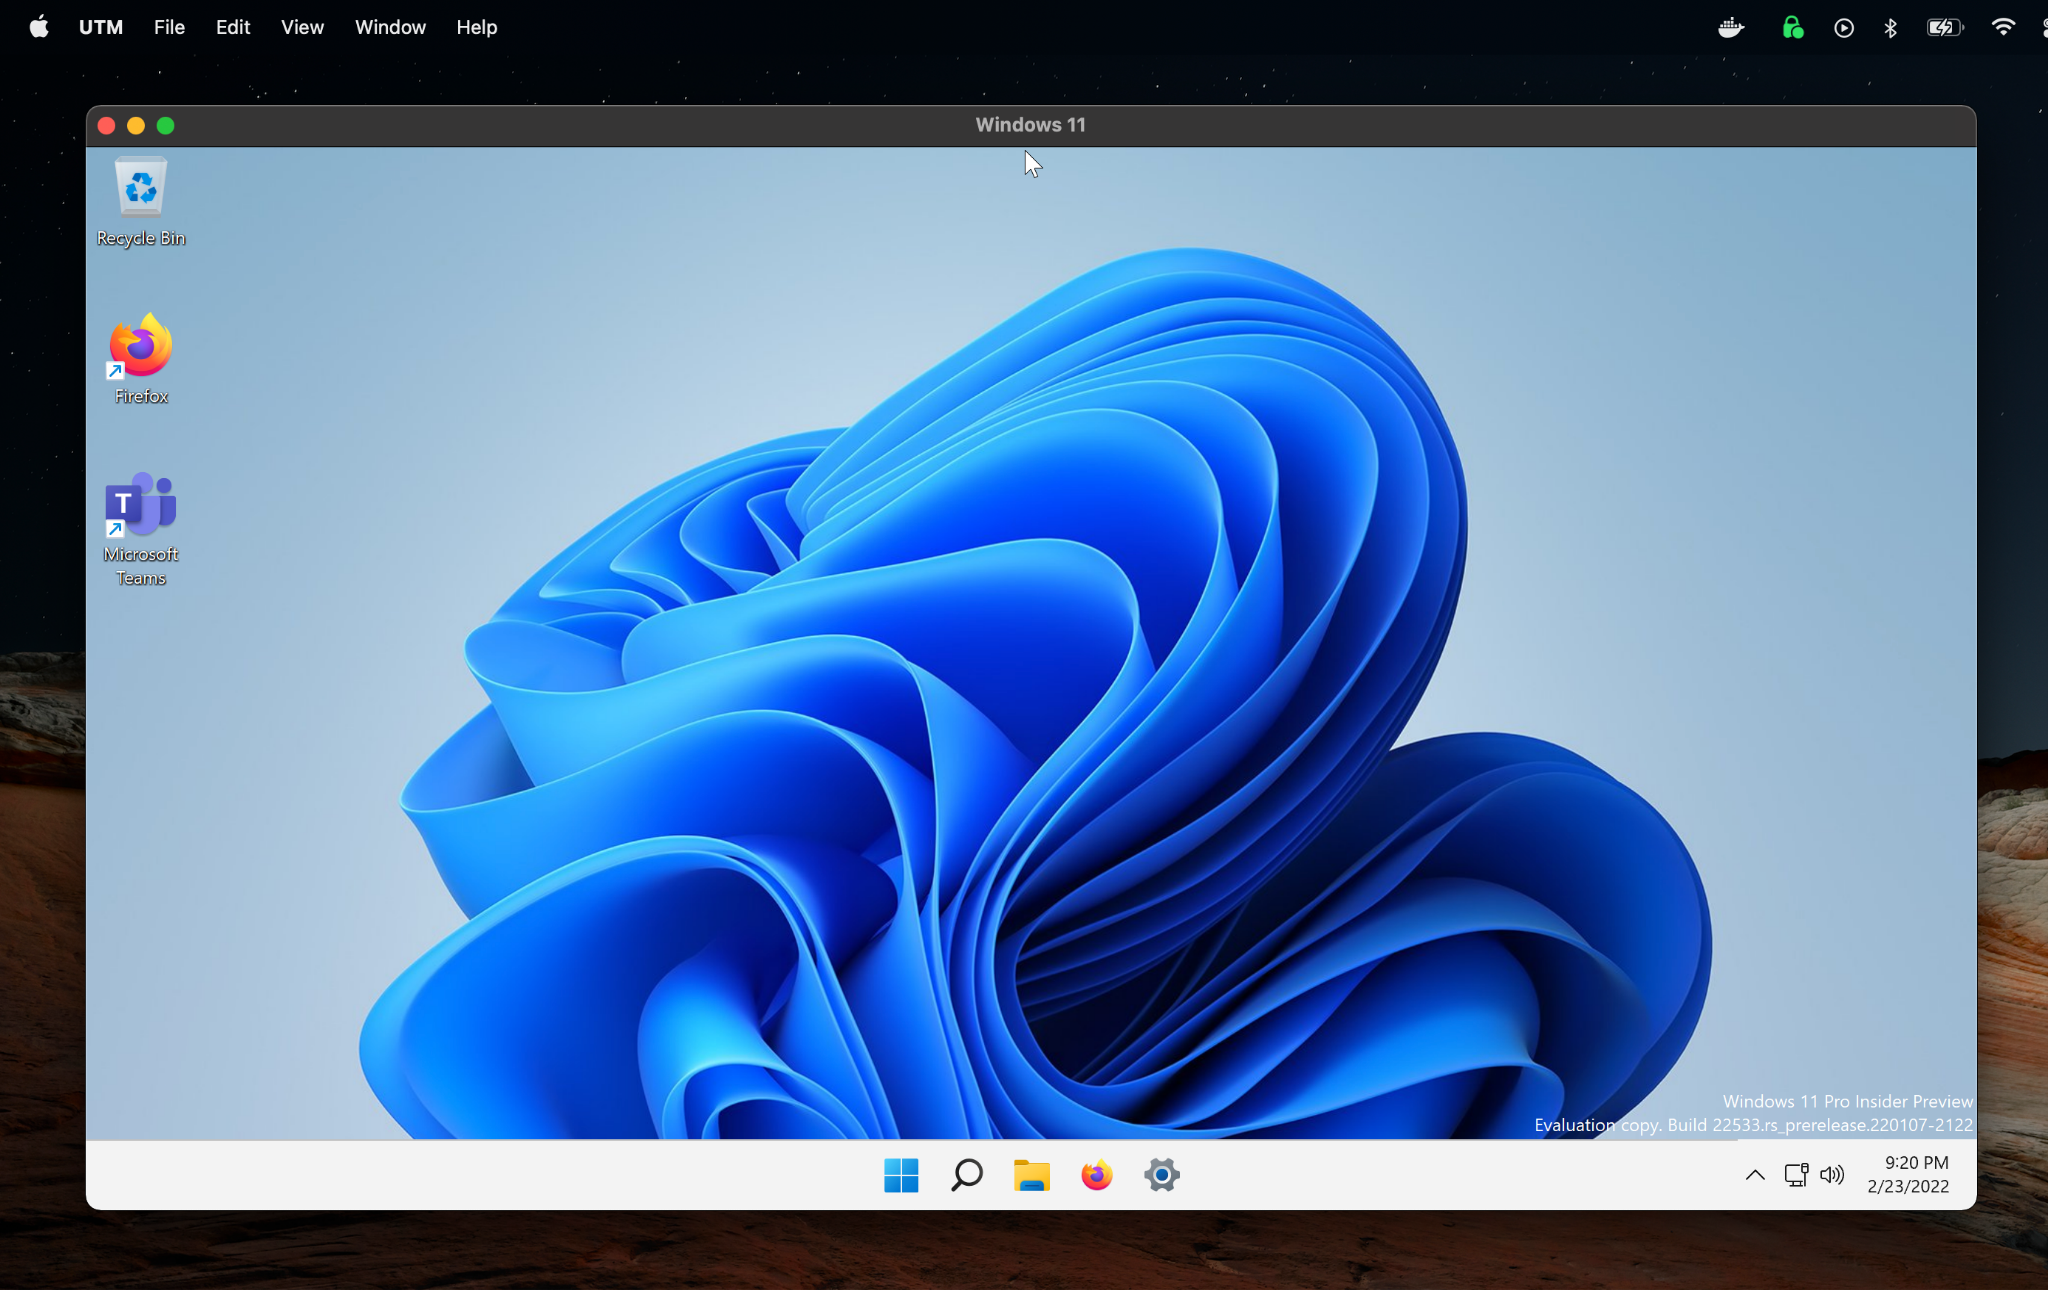 UTM File Edit View Window Help
Windows 11
Recycle Bin
Firefox
T
Microsoft
Teams
Windows 11 Pro Insider Preview
Evaluation copy. Build 22533.rs_prerelease.220107-2122
9:20 PM
2/23/2022